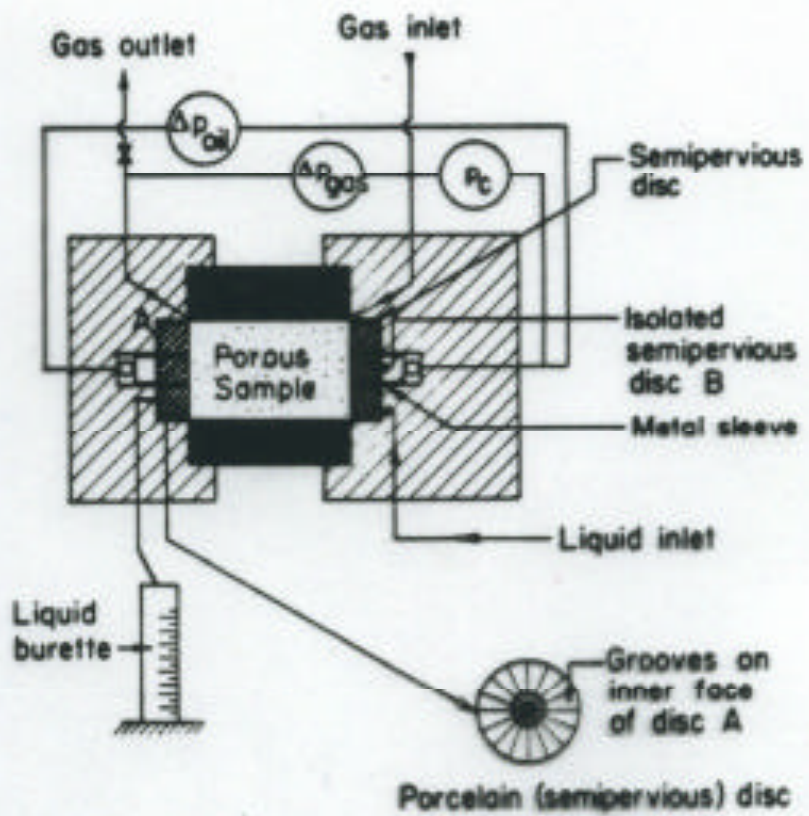 Gas outlet
Gas inlet
Δp oil
Δp gas
p c
Semipervious
disc
A
Porous
Sample
Isolated
semipervious
disc B
Metal sleeve
Liquid inlet
Liquid
burette
Grooves on
inner face
of disc A
Porcelain (semipervious) disc